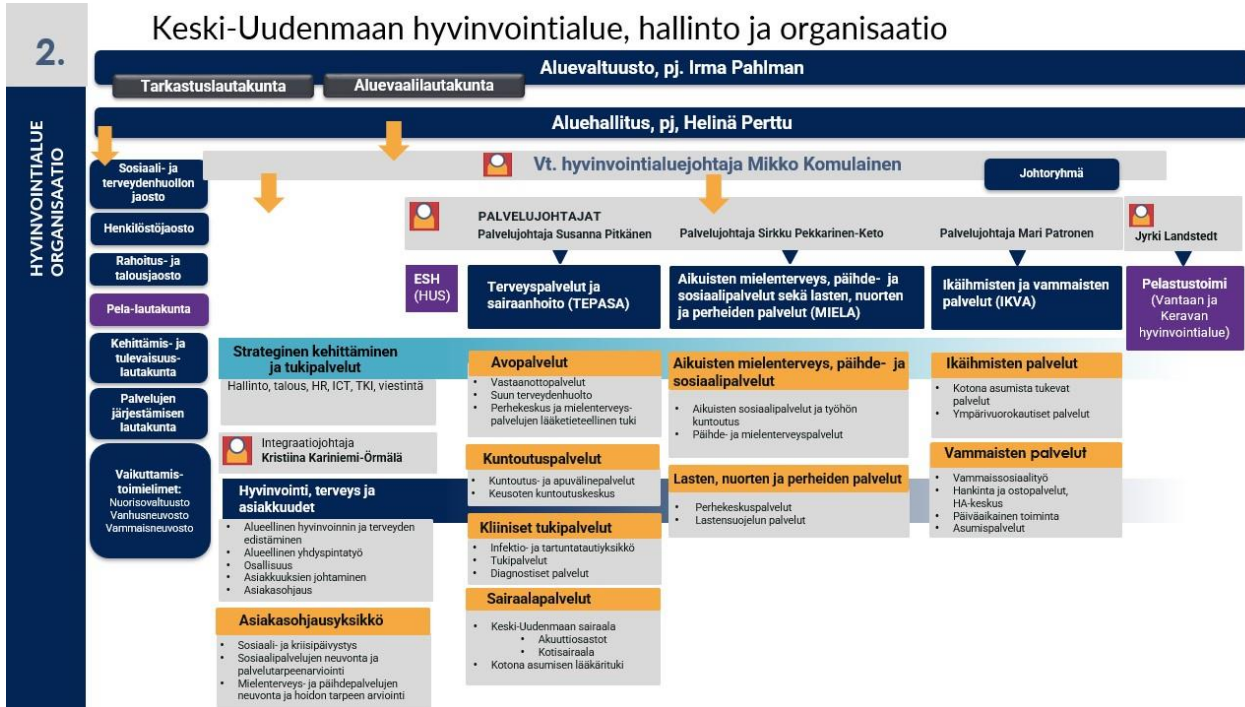 2.
Keski-Uudenmaan hyvinvointialue, hallinto ja organisaatio
HYVINVOINTIALUE
ORGANISAATIO
Aluevaltuusto, pj. Irma Pahlman
Tarkastuslautakunta
Aluevaalilautakunta
Aluehallitus, pj, Helinä Perttu
Vt. hyvinvointialuejohtaja Mikko Komulainen
Johtoryhmä
Sosiaali- ja
terveydenhuollon
jaosto
Henkilöstöjaosto
Rahoitus- ja
talousjaosto
Pela-lautakunta
Kehittämis- ja
tulevaisuus-
lautakunta
Palvelujen
järjestämisen
lautakunta
Vaikuttamis-
toimielimet:
Nuorisovaltuusto
Vanhusneuvosto
Vammaisneuvosto
PALVELUJOHTAJAT
Palvelujohtaja Susanna Pitkänen
Palvelujohtaja Sirkku Pekkarinen-Keto
Palvelujohtaja Mari Patronen
Jyrki Landstedt
ESH
(HUS)
Terveyspalvelut ja
sairaanhoito (TEPASA)
Aikuisten mielenterveys, päihde- ja
sosiaalipalvelut sekä lasten, nuorten
ja perheiden palvelut (MIELA)
Ikäihmisten ja vammaisten
palvelut (IKVA)
Pelastustoimi
(Vantaan ja
Keravan
hyvinvointialue)
Strateginen kehittäminen
ja tukipalvelut
Hallinto, talous, HR, ICT, TKI, viestintä
Integraatiojohtaja
Kristiina Kariniemi-Örmälä
Hyvinvointi, terveys ja
asiakkuudet
• Alueellinen hyvinvoinnin ja terveyden
edistäminen
• Alueellinen yhdyspintatyö
• Osallisuus
• Asiakkuuksien johtaminen
• Asiakasohjaus
Asiakasohjausyksikkö
• Sosiaali- ja kriisipäivystys
• Sosiaalipalvelujen neuvonta ja
palvelutarpeenarviointi
• Mielenterveys- ja päihdepalvelujen
neuvonta ja hoidon tarpeen arviointi
Avopalvelut
• Vastaanottopalvelut
• Suun terveydenhuolto
• Perhekeskus ja mielenterveys-
palvelujen lääketieteellinen tuki
Kuntoutuspalvelut
• Kuntoutus- ja apuvälinepalvelut
• Keusoten kuntoutuskeskus
Kliiniset tukipalvelut
• Infektio- ja tartuntatautiyksikkö
• Tukipalvelut
• Diagnostiset palvelut
Sairaalapalvelut
• Keski-Uudenmaan sairaala
• Akuuttiosastot
• Kotisairaala
• Kotona asumisen lääkärituki
Aikuisten mielenterveys, päihde- ja
sosiaalipalvelut
• Aikuisten sosiaalipalvelut ja työhön
kuntoutus
• Päihde- ja mielenterveyspalvelut
Lasten, nuorten ja perheiden palvelut
• Perhekeskuspalvelut
• Lastensuojelun palvelut
Ikäihmisten palvelut
• Kotona asumista tukevat
palvelut
• Ympärivuorokautiset palvelut
Vammaisten palvelut
• Vammaissosiaalityö
• Hankinta ja ostopalvelut,
HA-keskus
• Päiväaikainen toiminta
• Asumispalvelut